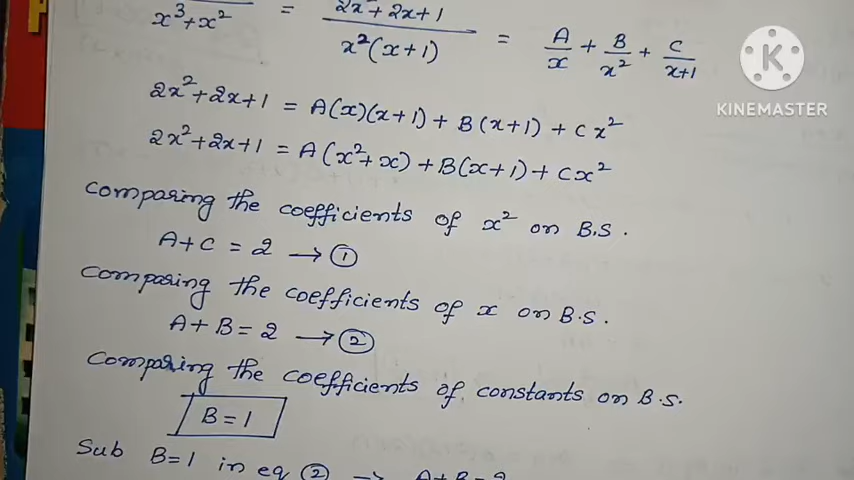 2x²+2x+1
x³+x² = x²(x+1) = A/x + B/x² + C/x+1
2x²+2x+1 = A(x)(x+1) + B(x+1) + Cx²
2x²+2x+1 = A(x²+x) + B(x+1) + Cx²
Comparing the coefficients of x² on B.S.
A+C = 2 → ①
Comparing the coefficients of x on B.S.
A+B = 2 → ②
Comparing the coefficients of constants on B.S.
B=1
Sub B=1 in eq ② → A+B=2
K
KINEMASTER